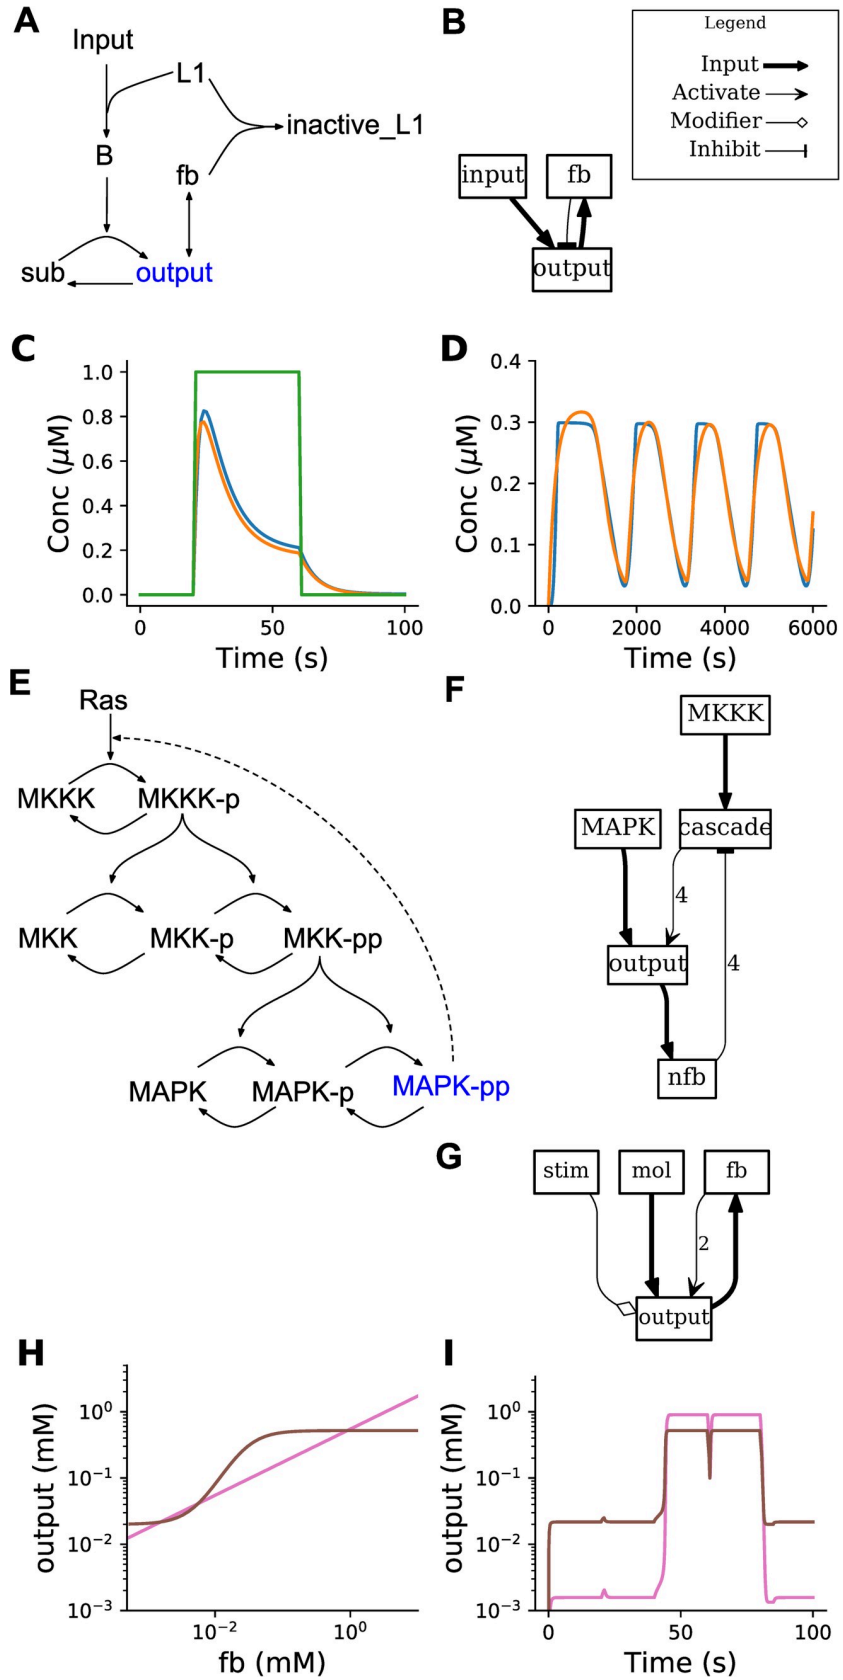 A
Input
L1
inactive_L1
B
fb
sub
output
B
Legend
Input
Activate
Modifier
Inhibit
input
fb
output
C
Conc (μM)
1.0
0.8
0.6
0.4
0.2
0.0
0
50
100
Time (s)
D
Conc (μM)
0.4
0.3
0.2
0.1
0.0
0
2000
4000
6000
Time (s)
E
Ras
MKKK
MKKK-p
MKK
MKK-p
MKK-pp
MAPK
MAPK-p
MAPK-pp
F
MKKK
MAPK
cascade
4
output
4
nfb
G
stim
mol
fb
2
output
H
output (mM)
10⁰
10⁻¹
10⁻²
10⁻³
10⁻²
10⁰
fb (mM)
I
output (mM)
10⁰
10⁻¹
10⁻²
10⁻³
0
50
100
Time (s)